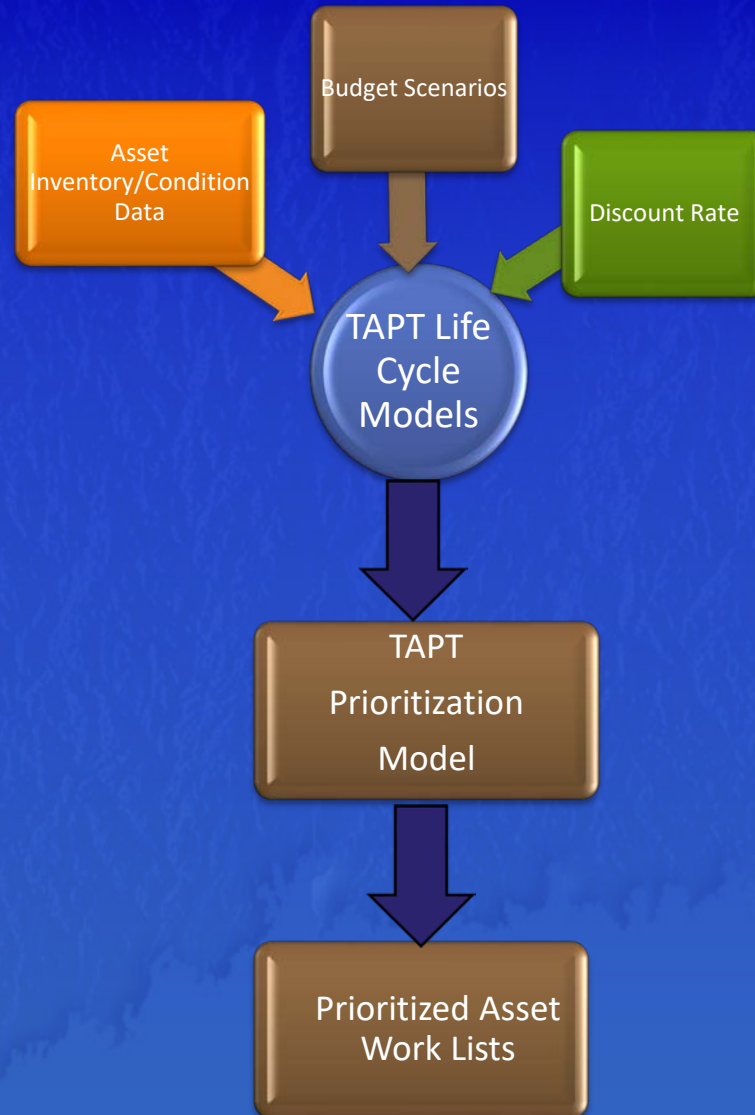 Budget Scenarios
Asset
Inventory/Condition
Data
Discount Rate
TAPT Life
Cycle
Models
TAPT
Prioritization
Model
Prioritized Asset
Work Lists